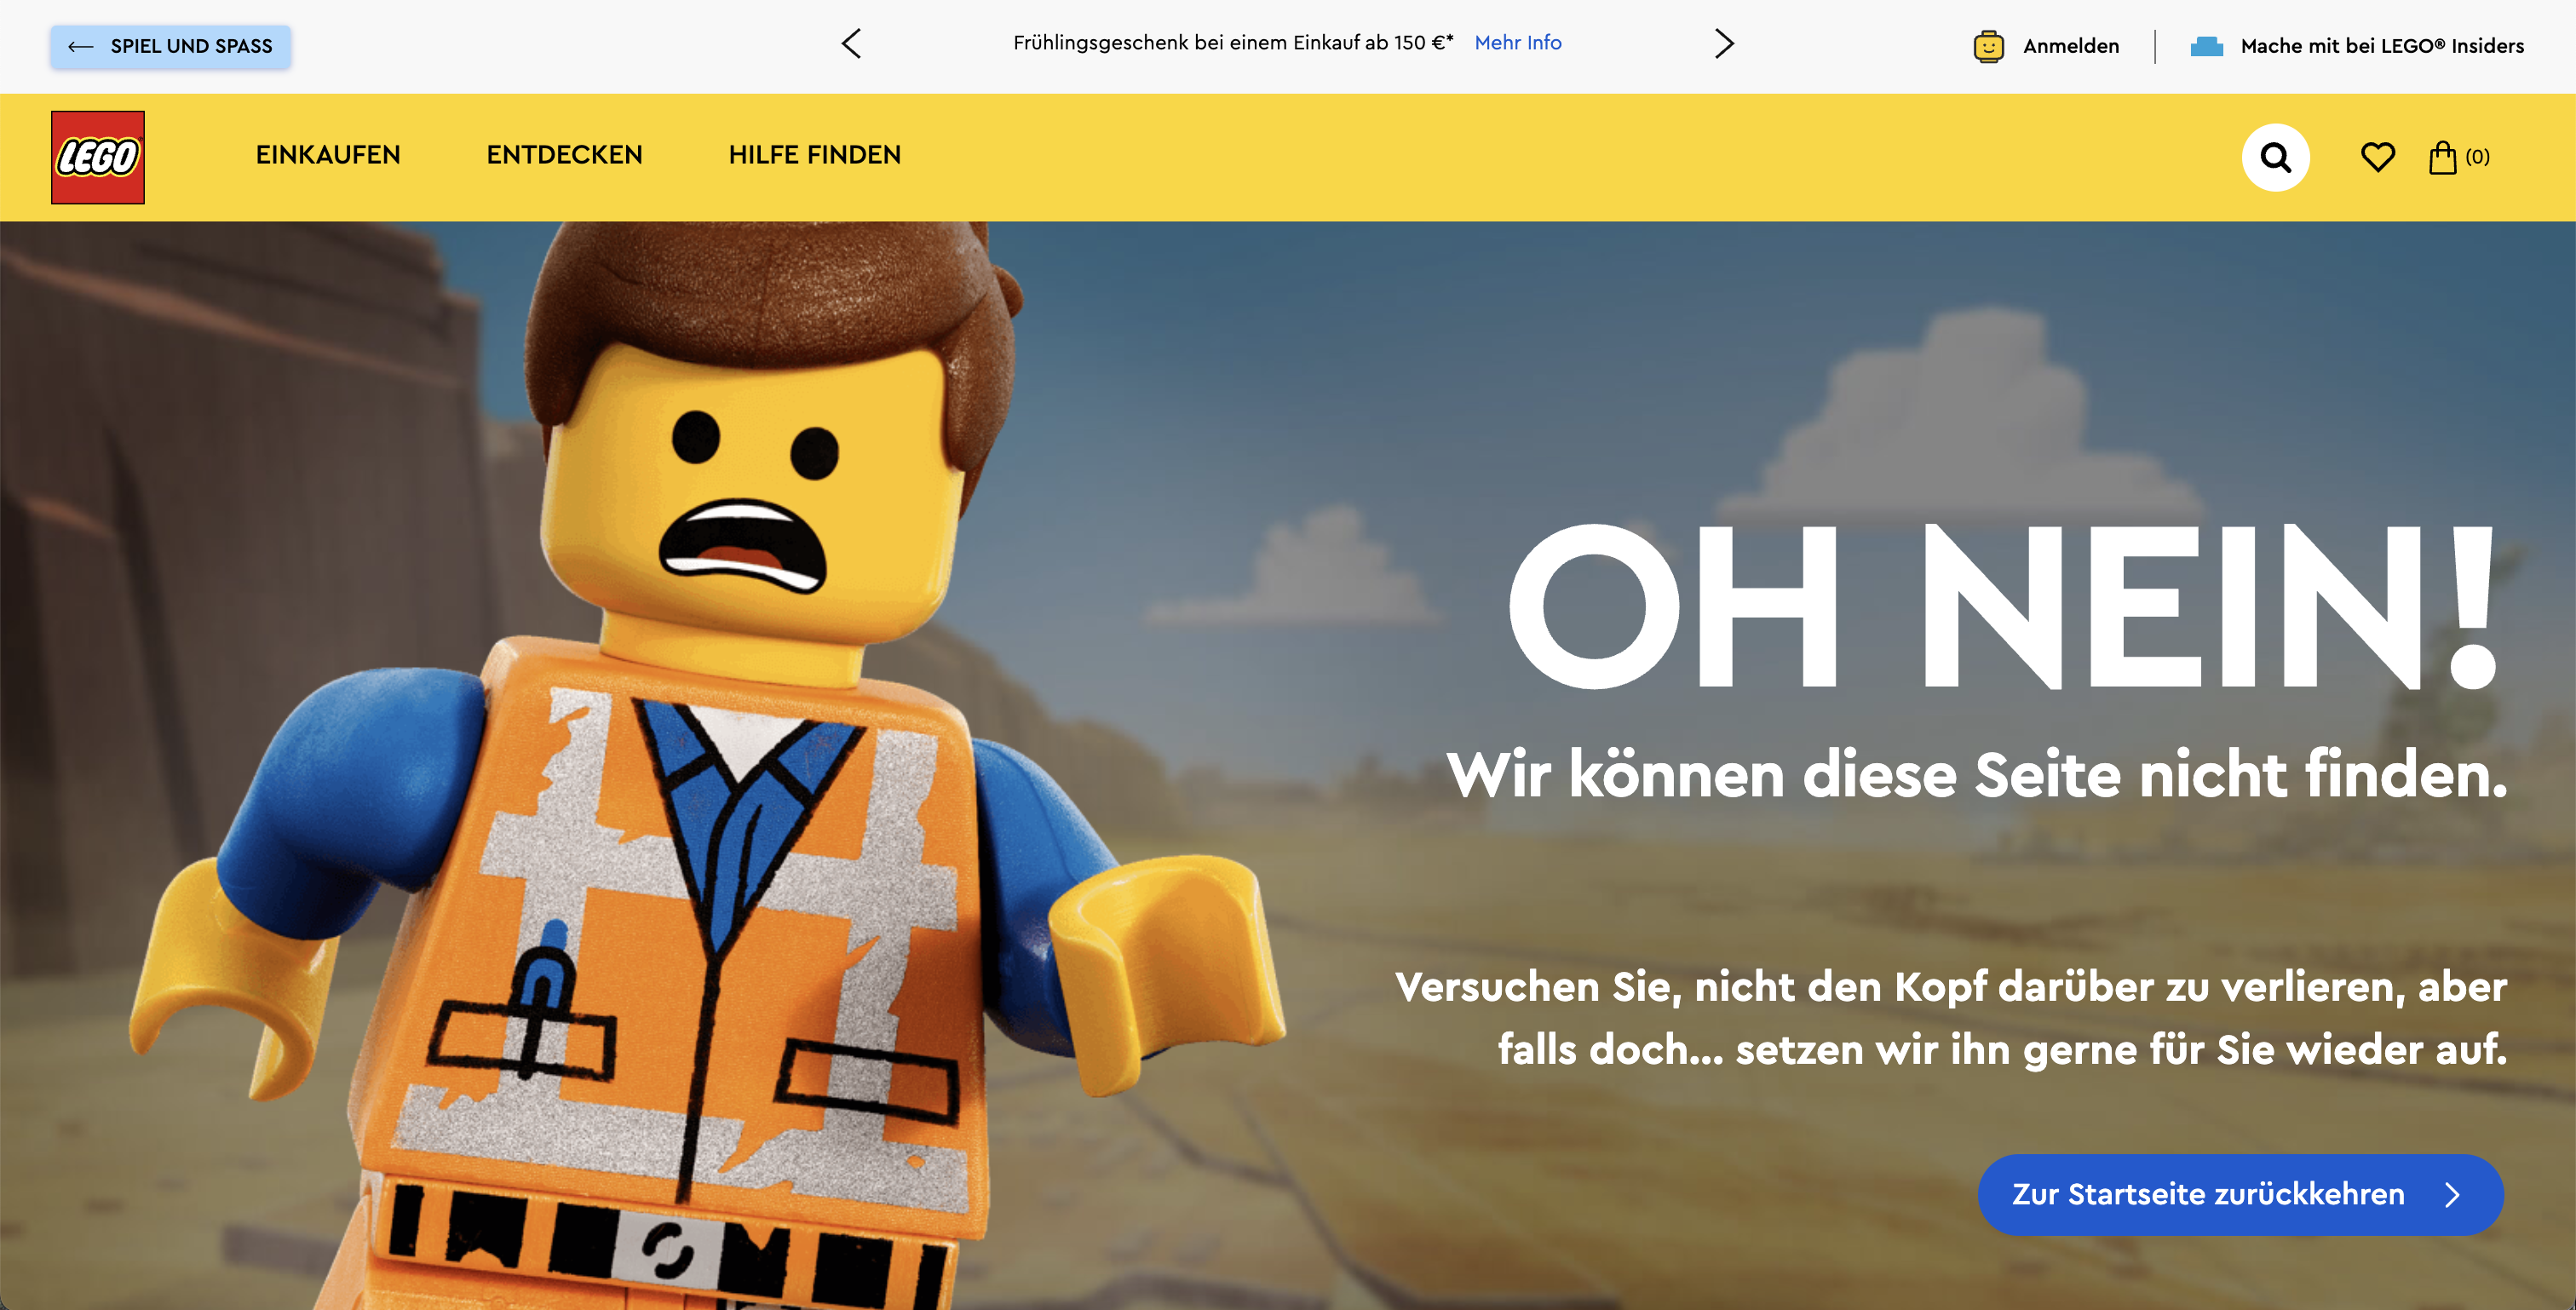 SPIEL UND SPASS
Frühlingsgeschenk bei einem Einkauf ab 150 €* Mehr Info
Anmelden
Mache mit bei LEGO® Insiders
LEGO
EINKAUFEN
ENTDECKEN
HILFE FINDEN
(0)
OH NEIN!
Wir können diese Seite nicht finden.
Versuchen Sie, nicht den Kopf darüber zu verlieren, aber
falls doch... setzen wir ihn gerne für Sie wieder auf.
Zur Startseite zurückkehren